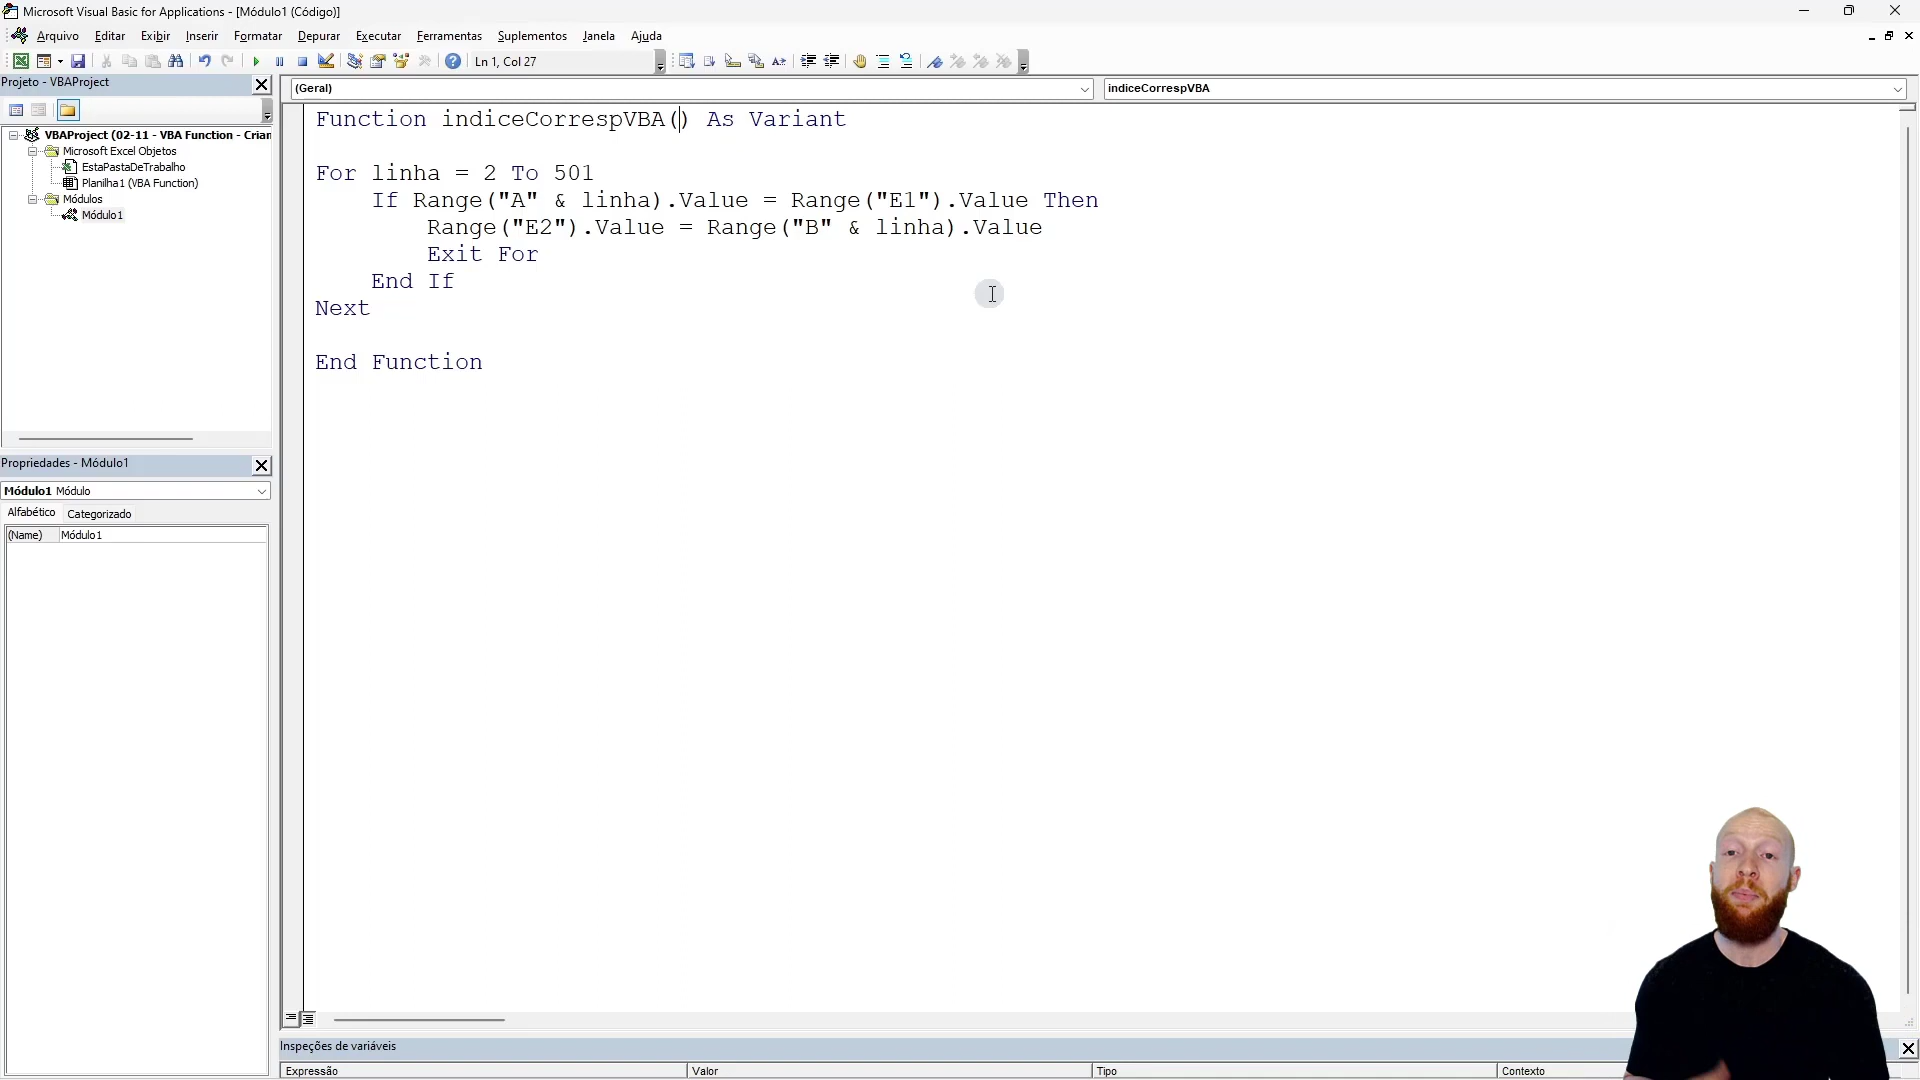 Microsoft Visual Basic for Applications - [Módulo1 (Código)]
Arquivo Editar Exibir Inserir Formatar Depurar Executar Ferramentas Suplementos Janela Ajuda
Ln 1, Col 27
Projeto - VBAProject
(Geral)
indiceCorrespVBA
VBAProject (02-11 - VBA Function - Crian
Microsoft Excel Objetos
EstaPastaDeTrabalho
Planilha1 (VBA Function)
Módulos
Módulo1
Function indiceCorrespVBA() As Variant
For linha = 2 To 501
If Range("A" & linha).Value = Range("E1").Value Then
Range("E2").Value = Range("B" & linha).Value
Exit For
End If
Next
End Function
Propriedades - Módulo1
Módulo1 Módulo
Alfabético Categorizado
(Name) Módulo1
Inspeções de variáveis
Expressão Valor Tipo Contexto